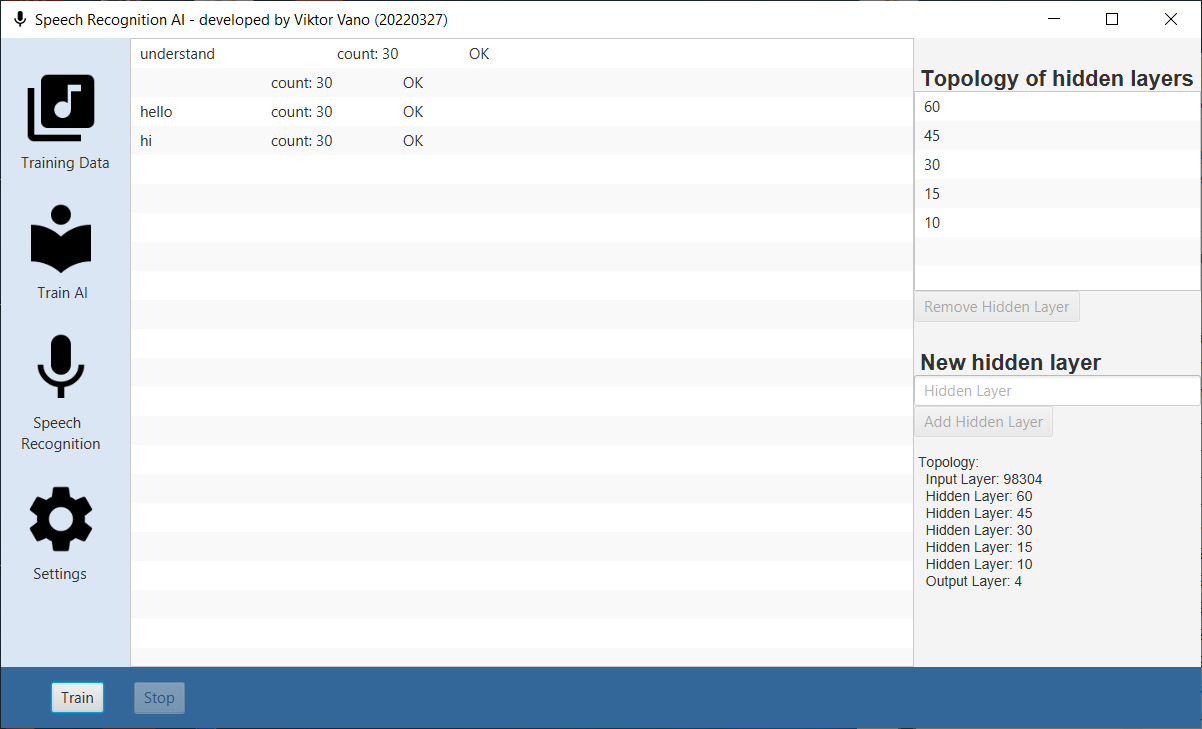 Speech Recognition AI - developed by Viktor Vano (20220327)
Training Data
Train AI
Speech
Recognition
Settings
understand count: 30 OK
count: 30 OK
hello count: 30 OK
hi count: 30 OK
Topology of hidden layers
60
45
30
15
10
Remove Hidden Layer
New hidden layer
Hidden Layer
Add Hidden Layer
Topology:
Input Layer: 98304
Hidden Layer: 60
Hidden Layer: 45
Hidden Layer: 30
Hidden Layer: 15
Hidden Layer: 10
Output Layer: 4
Train Stop